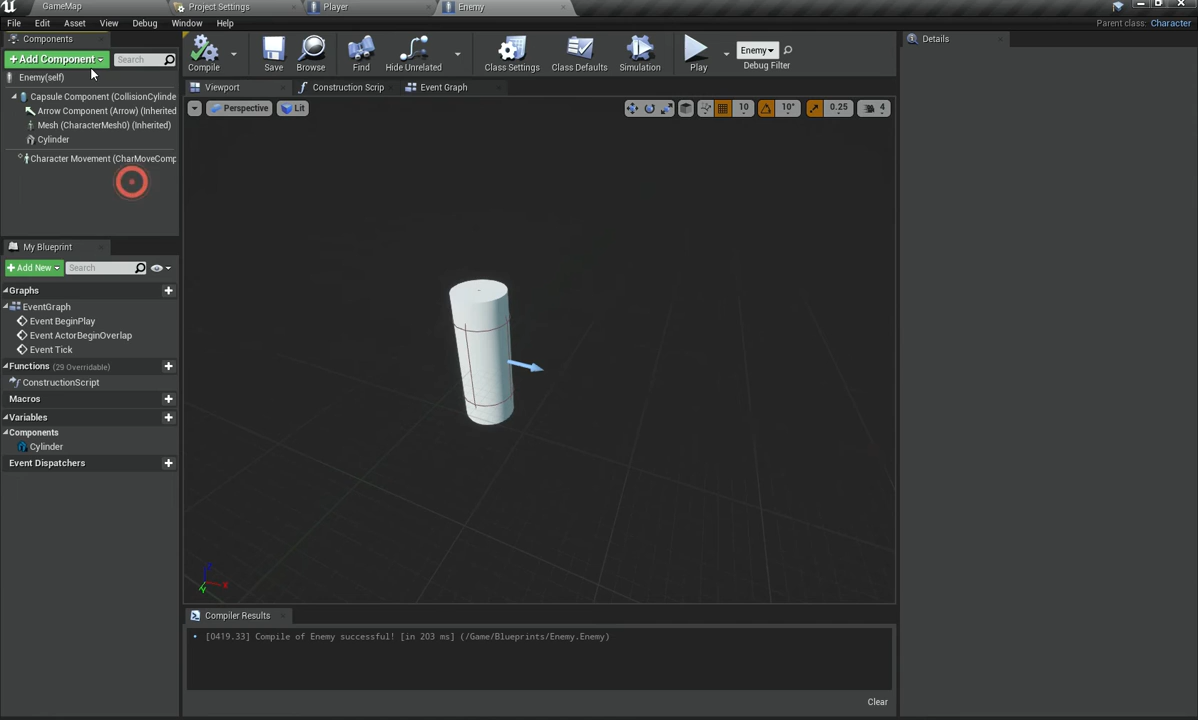 GameMap
Project Settings
Player
Enemy
File
Edit
Asset
View
Debug
Window
Help
Parent class: Character
Components
+Add Component
Search
Enemy(self)
Capsule Component (CollisionCylinde
Arrow Component (Arrow) (Inherited
Mesh (CharacterMesh0) (Inherited)
Cylinder
Character Movement (CharMoveComp
My Blueprint
+Add New
Search
Graphs
EventGraph
Event BeginPlay
Event ActorBeginOverlap
Event Tick
Functions (29 Overridable)
ConstructionScript
Macros
Variables
Components
Cylinder
Event Dispatchers
Compile
Save
Browse
Find
Hide Unrelated
Class Settings
Class Defaults
Simulation
Play
Enemy
Debug Filter
Viewport
Construction Scrip
Event Graph
Perspective
Lit
10
10°
0.25
4
Z
X
Y
Compiler Results
[0419.33] Compile of Enemy successful! [in 203 ms] (/Game/Blueprints/Enemy.Enemy)
Clear
Details